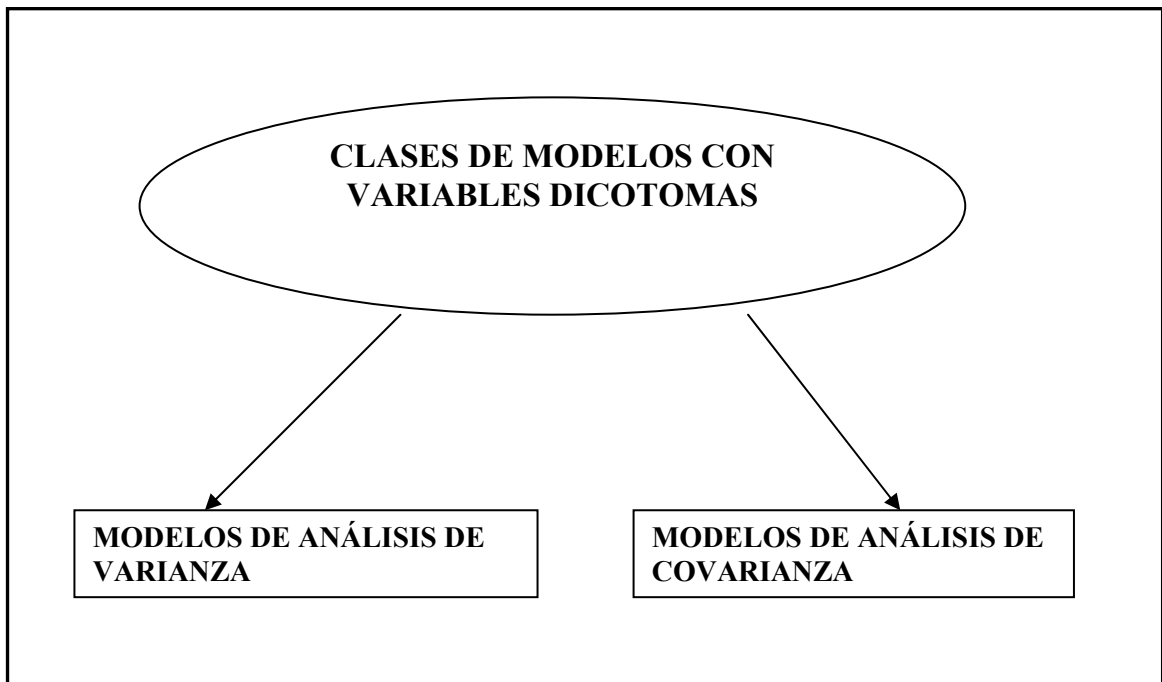 CLASES DE MODELOS CON
VARIABLES DICOTOMAS
MODELOS DE ANÁLISIS DE
VARIANZA
MODELOS DE ANÁLISIS DE
COVARIANZA